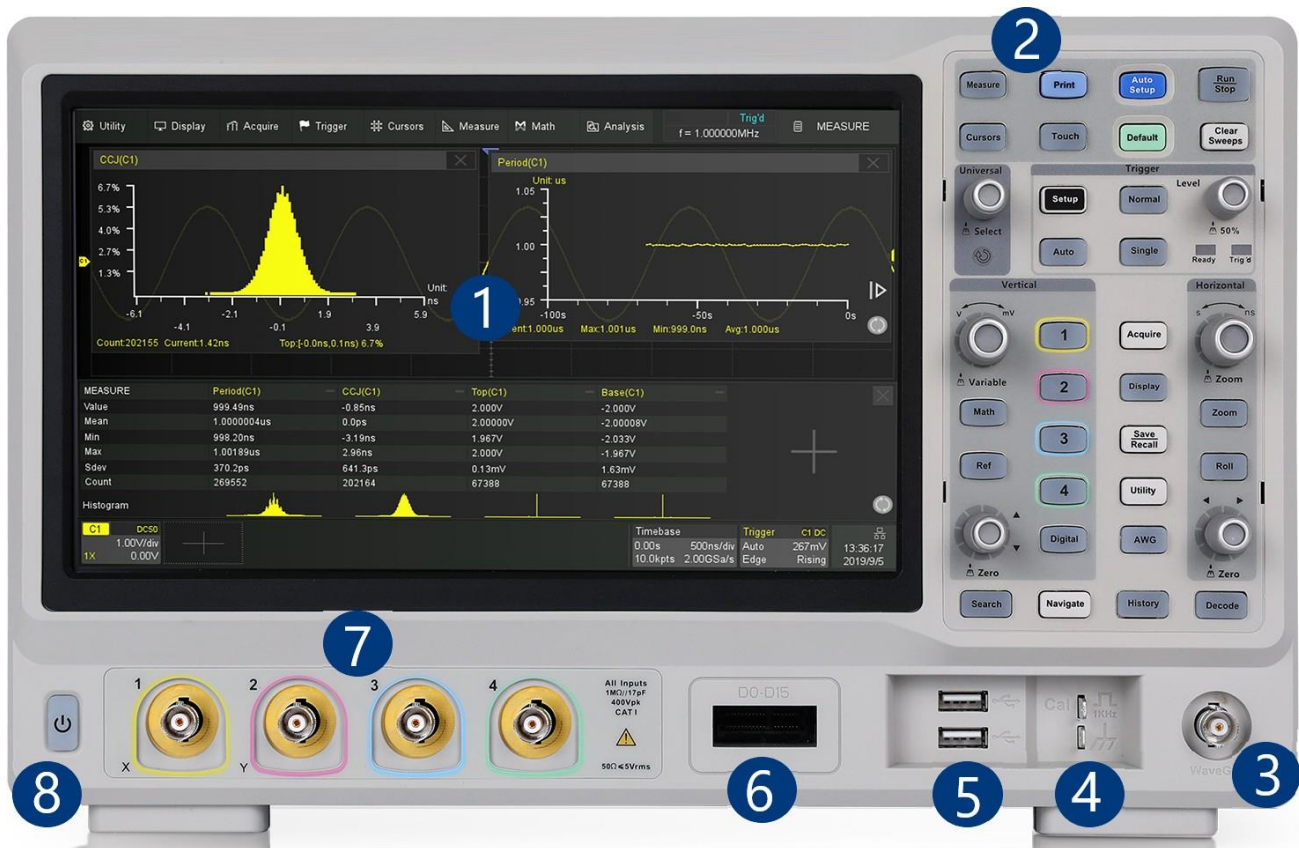 2
Measure
Print
Auto Setup
Run Stop
Cursors
Touch
Default
Clear Sweeps
Utility Display Acquire Trigger Cursors Measure Math Analysis
Trig'd
f = 1.000000MHz
MEASURE
CCJ(C1)
6.7%
5.3%
4.0%
2.7%
1.3%
Unit:
ns
-6.1 -2.1 1.9 5.9
-4.1 -0.1 3.9
Count:202155 Current:1.42ns Top:[-0.0ns,0.1ns) 6.7%
C1
Period(C1)
Unit: us
1.05
1.00
0.95
-100s -50s 0s
Max:1.001us Min:999.0ns Avg:1.000us
1
MEASURE Period(C1) CCJ(C1) Top(C1) Base(C1)
Value 999.49ns -0.85ns 2.000V -2.000V
Mean 1.0000004us 0.0ps 2.00000V -2.00008V
Min 998.20ns -3.19ns 1.967V -2.033V
Max 1.00189us 2.96ns 2.000V -1.967V
Sdev 370.2ps 641.3ps 0.13mV 1.63mV
Count 269552 202164 67388 67388
Histogram
C1 DC50
1.00V/div
1X 0.00V
Timebase
0.00s 500ns/div
10.0kpts 2.00GSa/s
Trigger C1 DC
Auto 267mV
Edge Rising
13:36:17
2019/9/5
Universal
Select
Trigger
Setup
Normal
Level
50%
Auto
Single
Ready Trig'd
Vertical
V mV
Variable
1
2
3
4
Math
Ref
Digital
Zero
Acquire
Display
Save Recall
Utility
AWG
Horizontal
s ns
Zoom
Zoom
Roll
Zero
Search
Navigate
History
Decode
7
1
2
3
4
X
Y
All Inputs
1MΩ//17pF
400Vpk
CAT I
50Ω≤5Vrms
8
D0-D15
6
5
Cal
1KHz
4
3